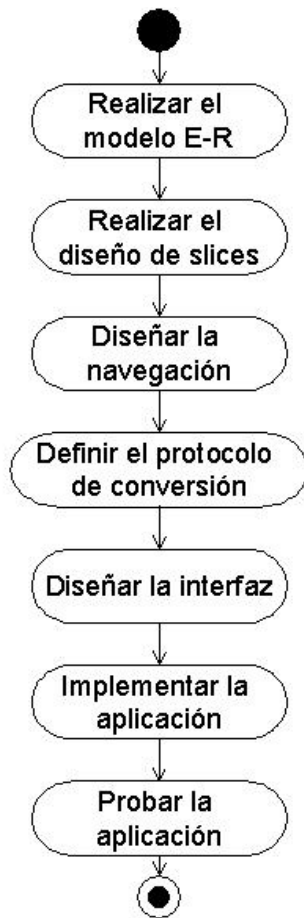 Realizar el
modelo E-R
Realizar el
diseño de slices
Diseñar la
navegación
Definir el protocolo
de conversión
Diseñar la interfaz
Implementar la
aplicación
Probar la
aplicación